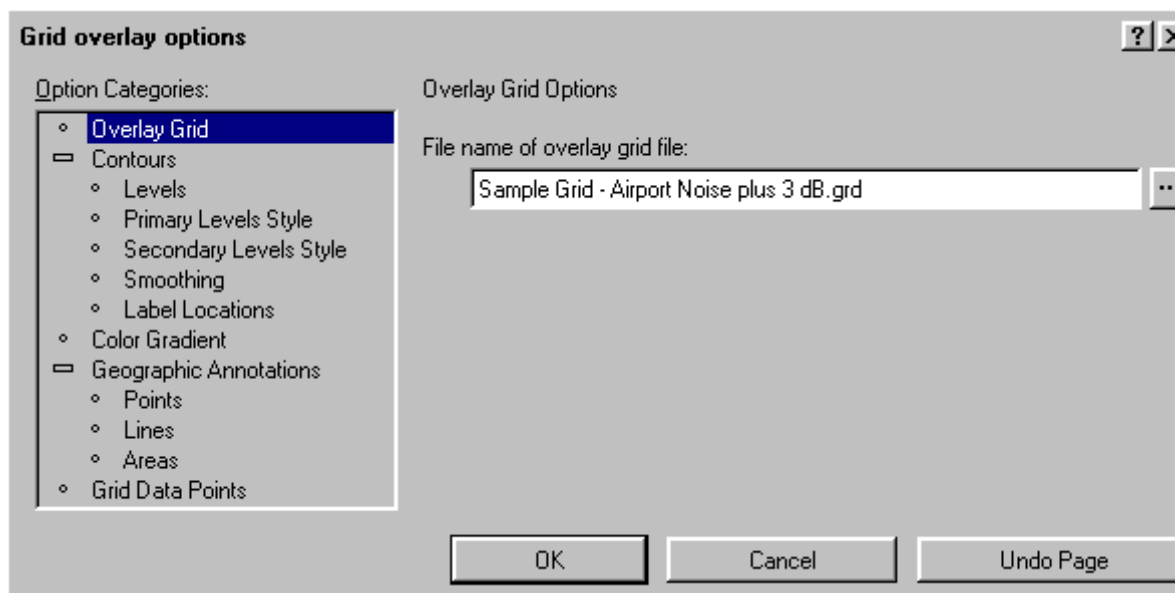 Grid overlay options
?
Option Categories:
Overlay Grid
Contours
Levels
Primary Levels Style
Secondary Levels Style
Smoothing
Label Locations
Color Gradient
Geographic Annotations
Points
Lines
Areas
Grid Data Points
Overlay Grid Options
File name of overlay grid file:
Sample Grid - Airport Noise plus 3 dB.grd
OK
Cancel
Undo Page